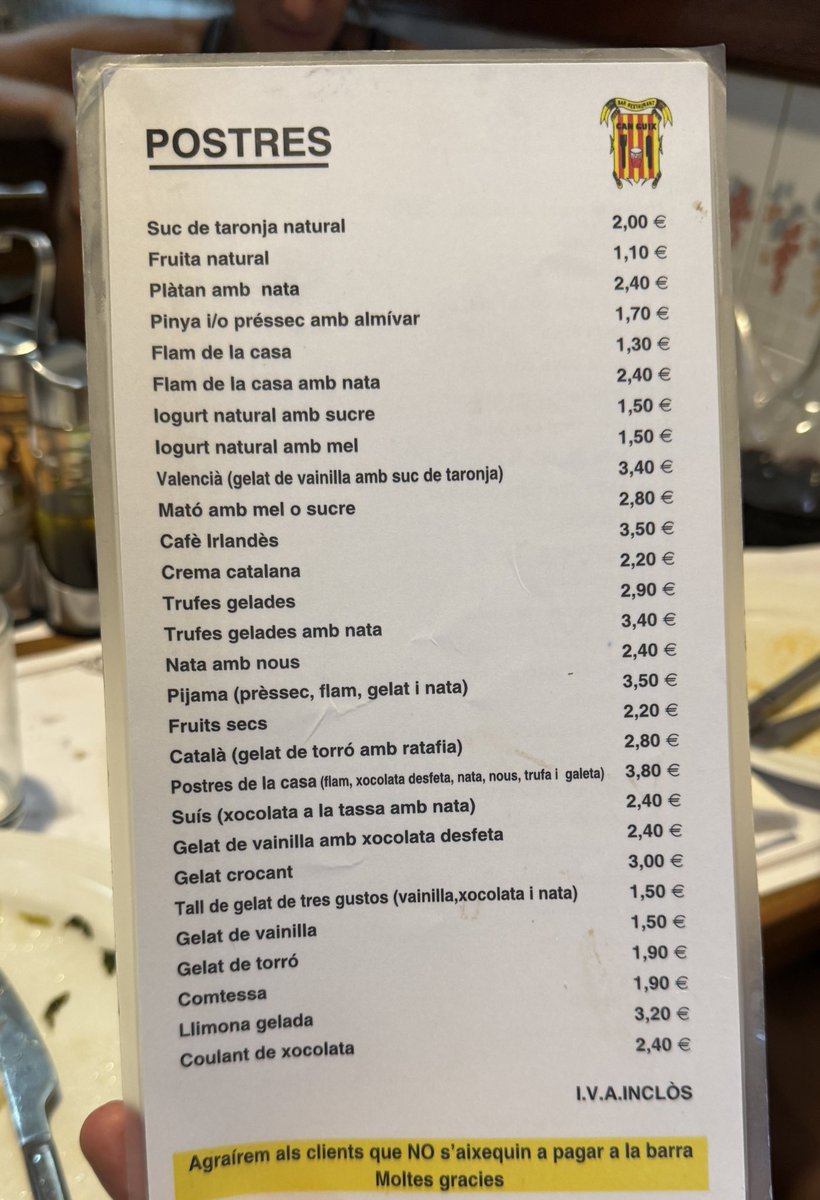 BAR RESTAURANT
CAN GUIX
POSTRES
Suc de taronja natural 2,00 €
Fruita natural 1,10 €
Plàtan amb nata 2,40 €
Pinya i/o préssec amb almívar 1,70 €
Flam de la casa 1,30 €
Flam de la casa amb nata 2,40 €
Iogurt natural amb sucre 1,50 €
Iogurt natural amb mel 1,50 €
Valencià (gelat de vainilla amb suc de taronja) 3,40 €
Mató amb mel o sucre 2,80 €
Cafè Irlandès 3,50 €
Crema catalana 2,20 €
Trufes gelades 2,90 €
Trufes gelades amb nata 3,40 €
Nata amb nous 2,40 €
Pijama (prèssec, flam, gelat i nata) 3,50 €
Fruits secs 2,20 €
Català (gelat de torró amb ratafia) 2,80 €
Postres de la casa (flam, xocolata desfeta, nata, nous, trufa i galeta) 3,80 €
Suís (xocolata a la tassa amb nata) 2,40 €
Gelat de vainilla amb xocolata desfeta 2,40 €
Gelat crocant 3,00 €
Tall de gelat de tres gustos (vainilla,xocolata i nata) 1,50 €
Gelat de vainilla 1,50 €
Gelat de torró 1,90 €
Comtessa 1,90 €
Llimona gelada 3,20 €
Coulant de xocolata 2,40 €
I.V.A.INCLÒS
Agraírem als clients que NO s'aixequin a pagar a la barra
Moltes gracies